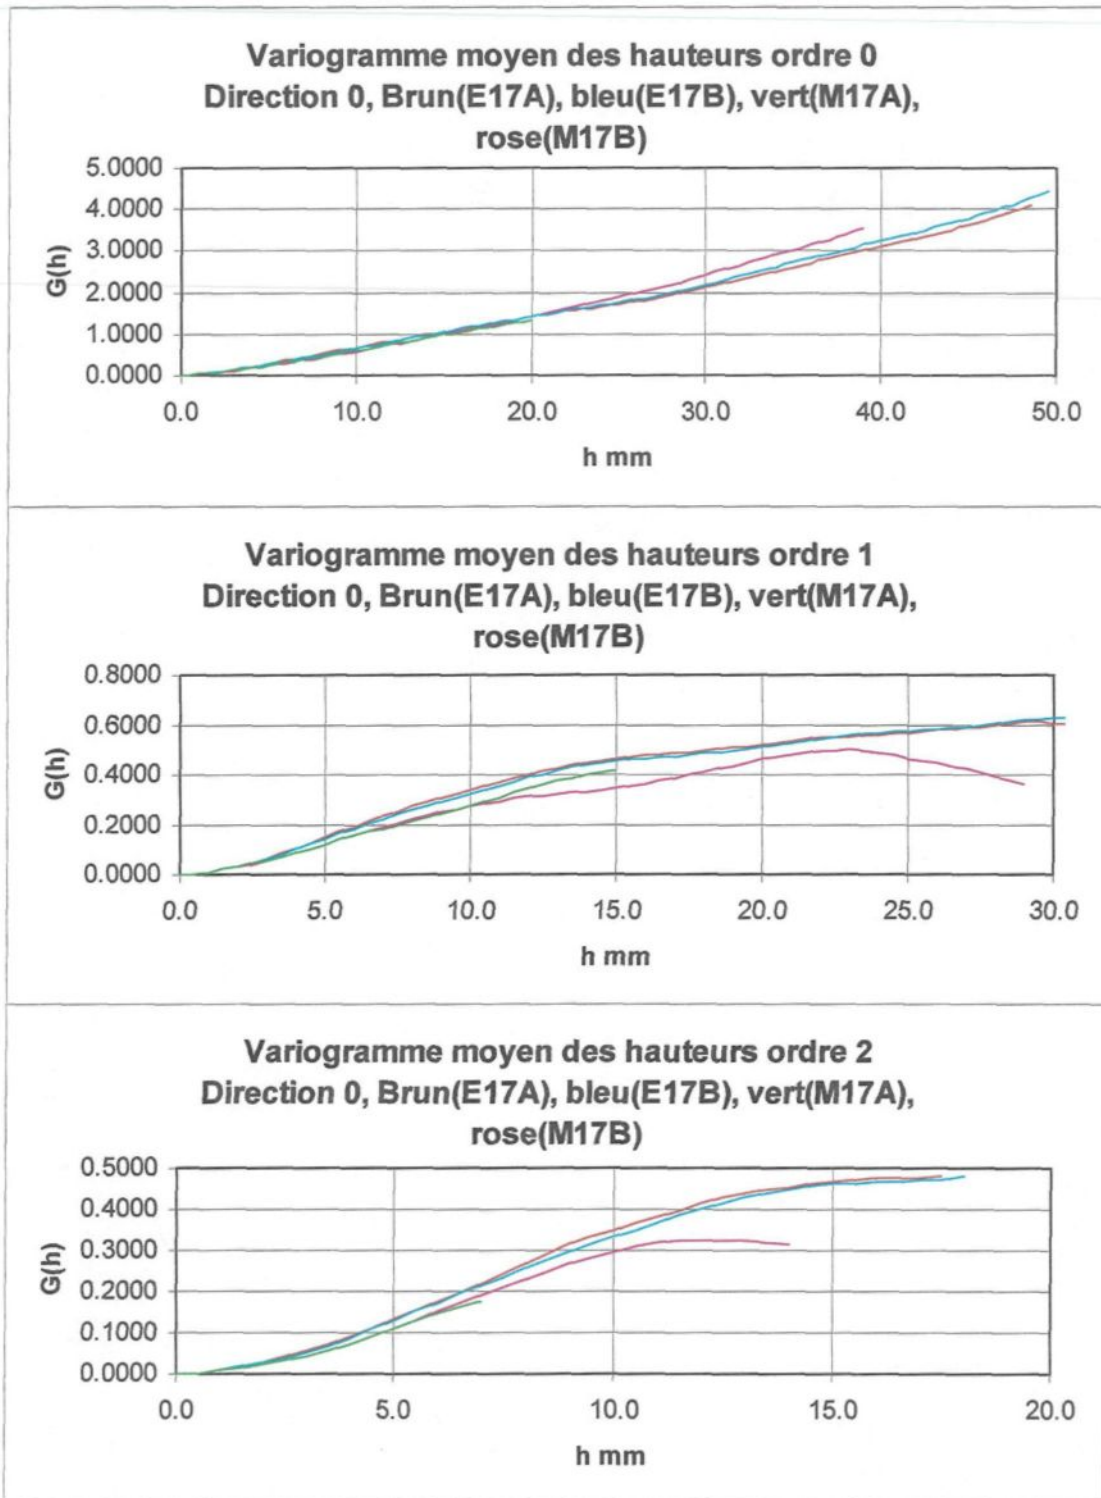 Variogramme moyen des hauteurs ordre 0
Direction 0, Brun(E17A), bleu(E17B), vert(M17A),
rose(M17B)
5.0000
4.0000
3.0000
2.0000
1.0000
0.0000
G(h)
0.0 10.0 20.0 30.0 40.0 50.0
h mm
Variogramme moyen des hauteurs ordre 1
Direction 0, Brun(E17A), bleu(E17B), vert(M17A),
rose(M17B)
0.8000
0.6000
0.4000
0.2000
0.0000
G(h)
0.0 5.0 10.0 15.0 20.0 25.0 30.0
h mm
Variogramme moyen des hauteurs ordre 2
Direction 0, Brun(E17A), bleu(E17B), vert(M17A),
rose(M17B)
0.5000
0.4000
0.3000
0.2000
0.1000
0.0000
G(h)
0.0 5.0 10.0 15.0 20.0
h mm